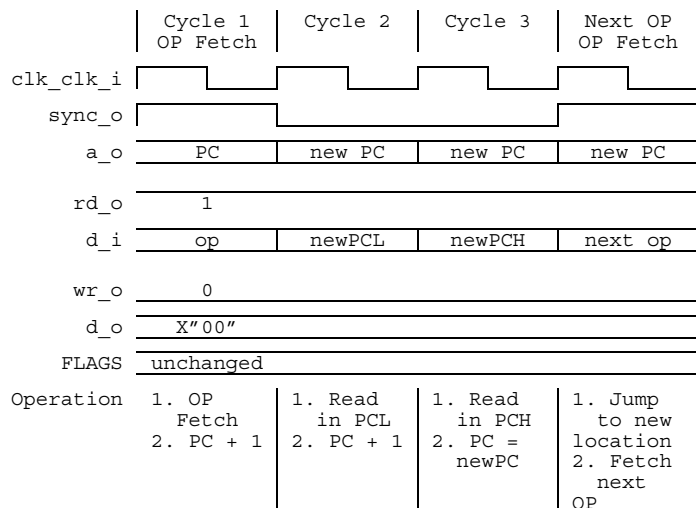 Cycle 1 Cycle 2 Cycle 3 Next OP
OP Fetch OP Fetch
clk_clk_i
sync_o
a_o PC new PC new PC new PC
rd_o 1
d_i op newPCL newPCH next op
wr_o 0
d_o X"00"
FLAGS unchanged
Operation 1. OP 1. Read 1. Read 1. Jump
Fetch in PCL in PCH to new
2. PC + 1 2. PC + 1 2. PC = location
newPC 2. Fetch
next
OP